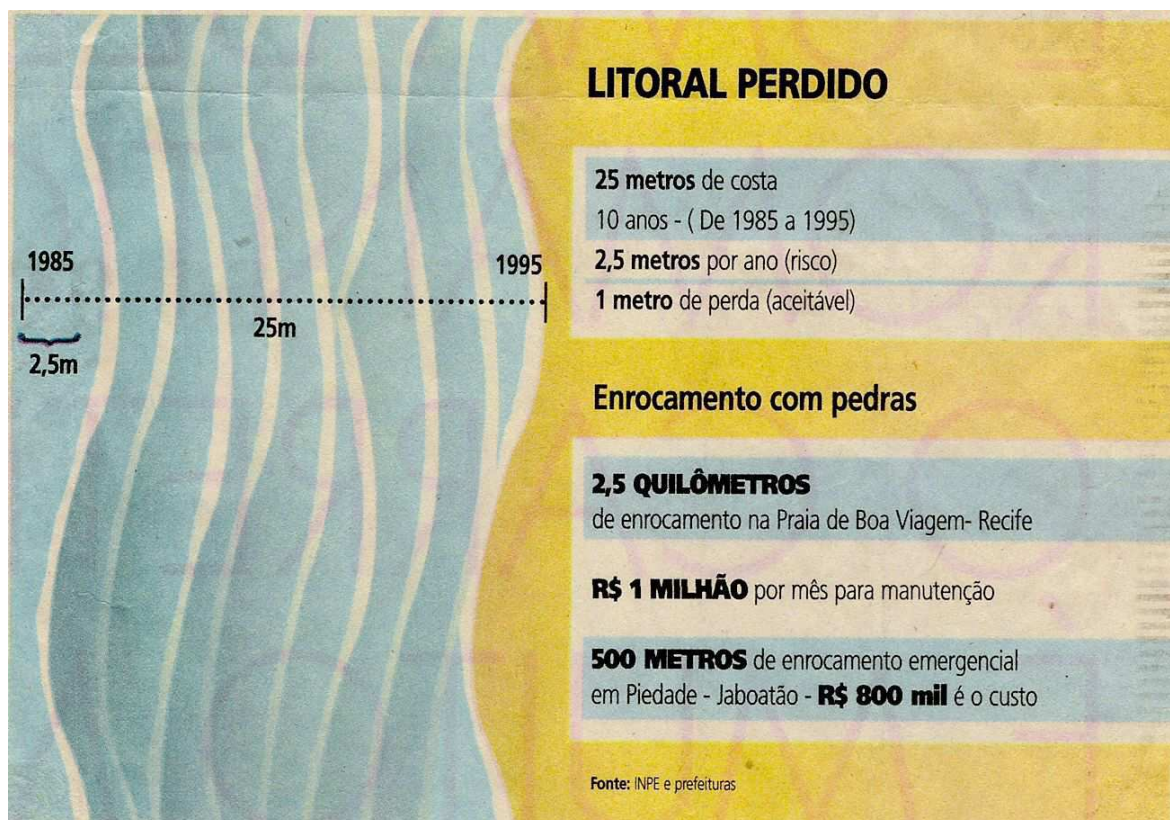 LITORAL PERDIDO
25 metros de costa
10 anos - ( De 1985 a 1995)
2,5 metros por ano (risco)
1 metro de perda (aceitável)
1985
1995
25m
2,5m
Enrocamento com pedras
2,5 QUILÔMETROS
de enrocamento na Praia de Boa Viagem- Recife
R$ 1 MILHÃO por mês para manutenção
500 METROS de enrocamento emergencial
em Piedade - Jaboatão - R$ 800 mil é o custo
Fonte: INPE e prefeituras